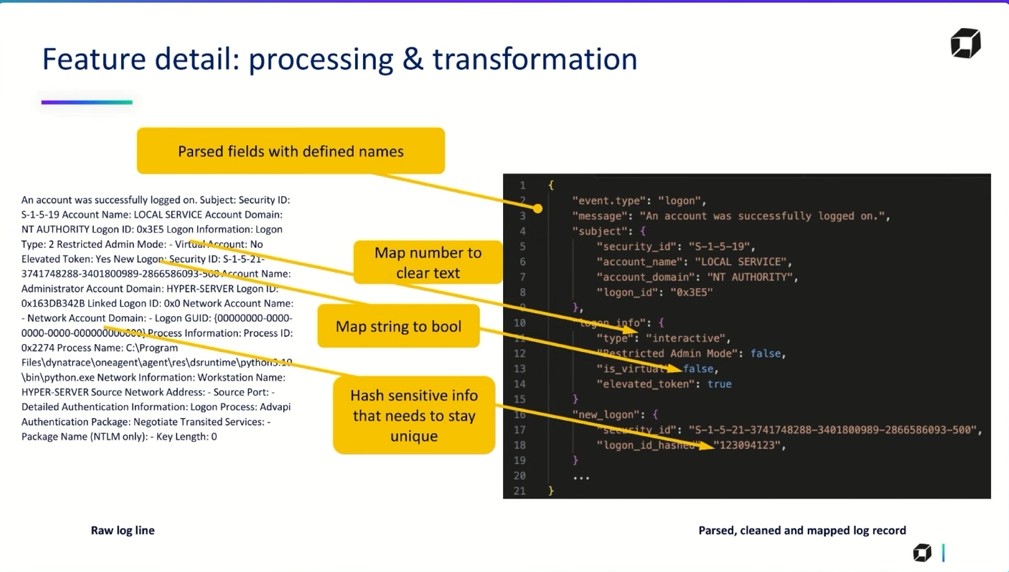 Feature detail: processing & transformation
Parsed fields with defined names
An account was successfully logged on. Subject: Security ID:
S-1-5-19 Account Name: LOCAL SERVICE Account Domain:
NT AUTHORITY Logon ID: 0x3E5 Logon Information: Logon
Type: 2 Restricted Admin Mode: - Virtual Account: No
Elevated Token: Yes New Logon: Security ID: S-1-5-21-
3741748288-3401800989-2866586093-500 Account Name:
Administrator Account Domain: HYPER-SERVER Logon ID:
0x163DB342B Linked Logon ID: 0x0 Network Account Name:
- Network Account Domain: - Logon GUID: {00000000-0000-
0000-0000-000000000000} Process Information: Process ID:
0x2274 Process Name: C:\Program
Files\dynatrace\oneagent\agent\res\dsruntime\python3.10
\bin\python.exe Network Information: Workstation Name:
HYPER-SERVER Source Network Address: - Source Port: -
Detailed Authentication Information: Logon Process: Advapi
Authentication Package: Negotiate Transited Services: -
Package Name (NTLM only): - Key Length: 0
Map number to
clear text
Map string to bool
Hash sensitive info
that needs to stay
unique
1 {
2 "event.type": "logon",
3 "message": "An account was successfully logged on.",
4 "subject": {
5 "security_id": "S-1-5-19",
6 "account_name": "LOCAL SERVICE",
7 "account_domain": "NT AUTHORITY",
8 "logon_id": "0x3E5"
9 },
10 "logon_info": {
11 "type": "interactive",
12 "Restricted Admin Mode": false,
13 "is_virtual": false,
14 "elevated_token": true
15 }
16 "new_logon": {
17 "security_id": "S-1-5-21-3741748288-3401800989-2866586093-500",
18 "logon_id_hashed": "123094123",
19 }
20 ...
21 }
Raw log line
Parsed, cleaned and mapped log record